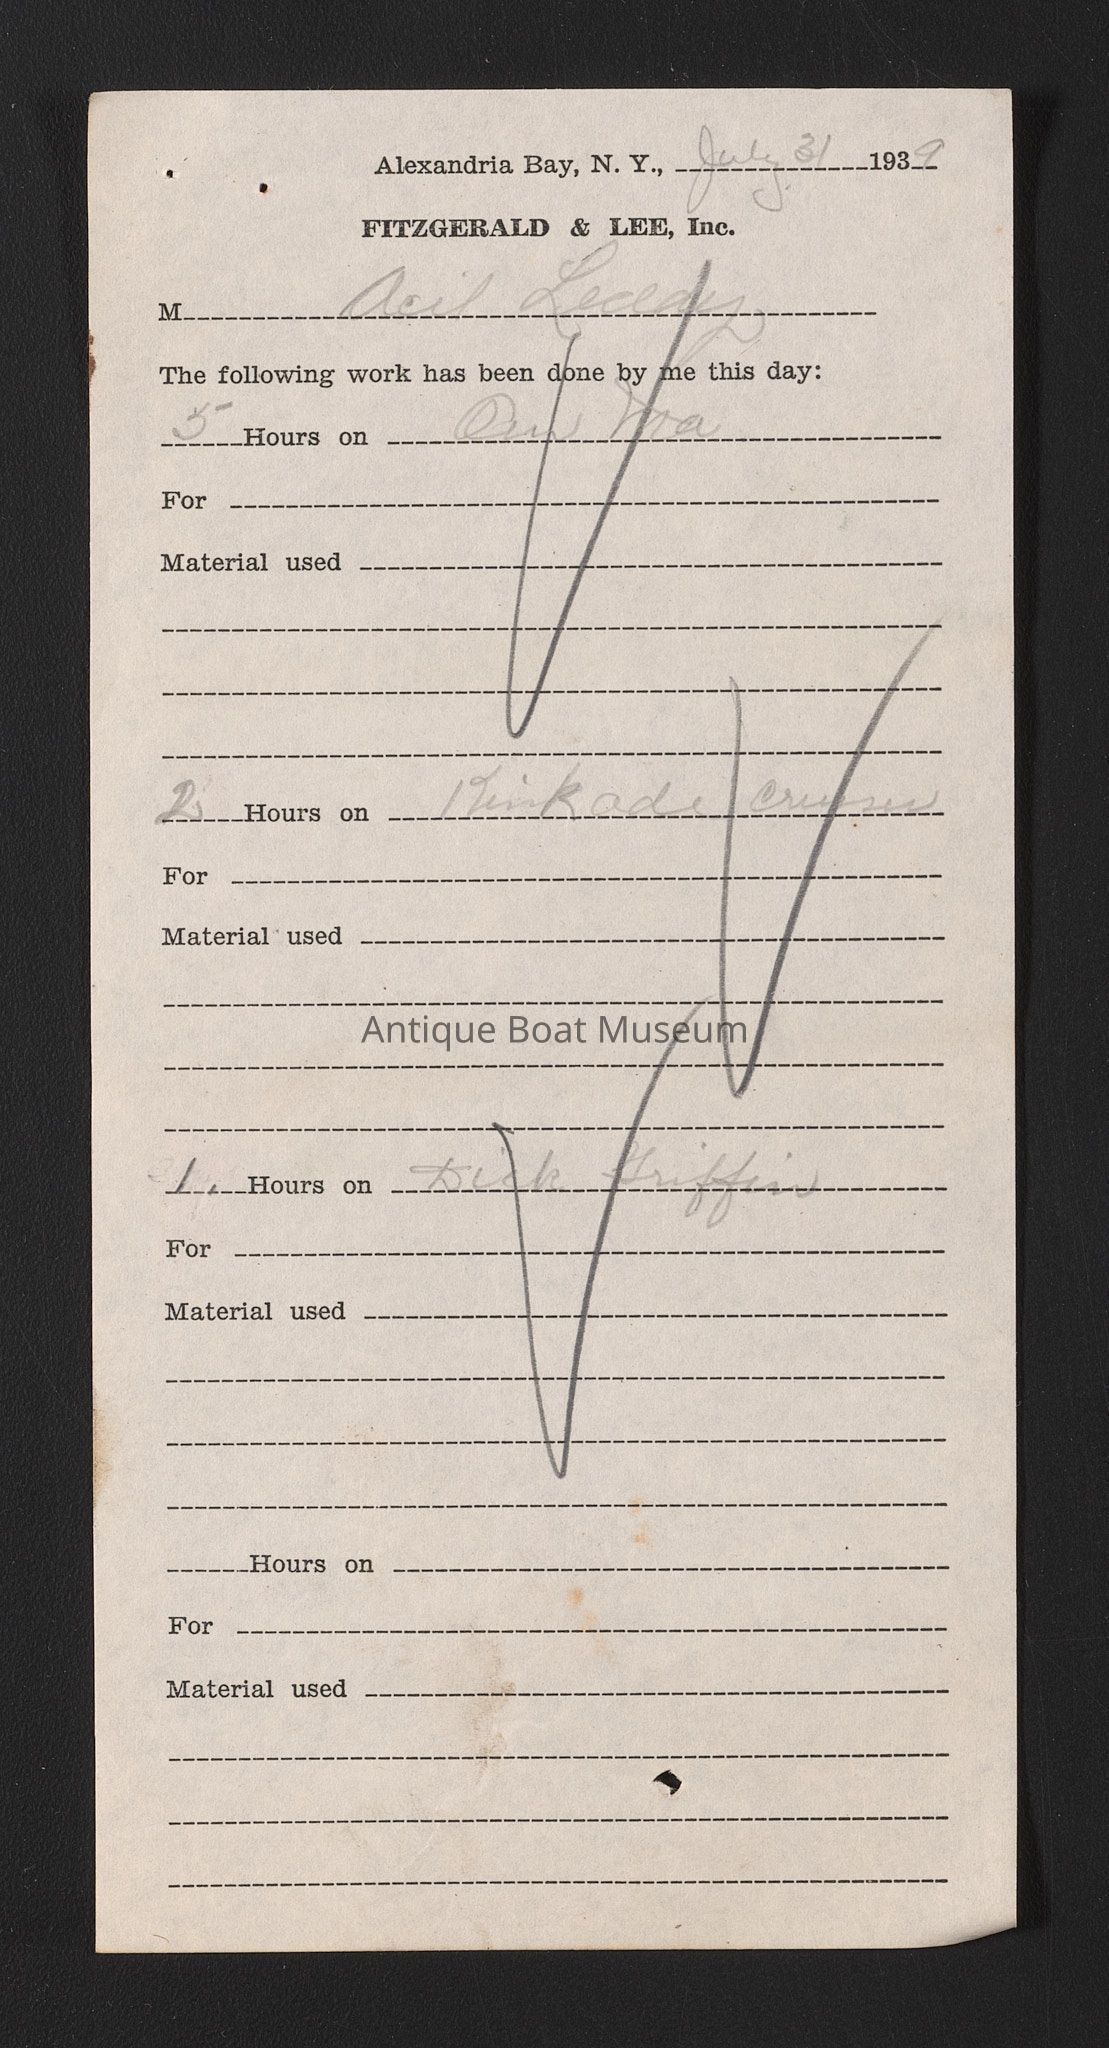 Alexandria Bay, N. Y., July 31 1939
FITZGERALD & LEE, Inc.
M Acil Leddy
The following work has been done by me this day:
5 Hours on
For
Material used
2 Hours on Kinkade cruiser
For
Material used
Antique Boat Museum
1 Hours on Dick Griffin
For
Material used
Hours on
For
Material used